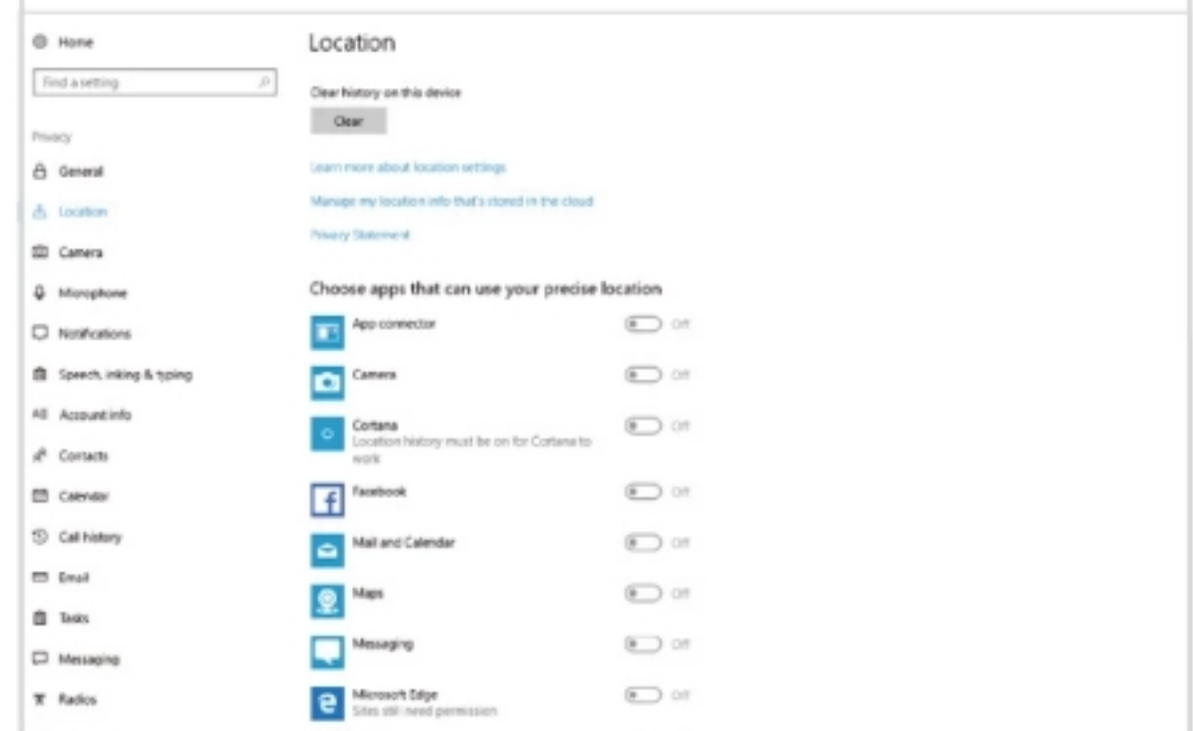 Home
Find a setting
Privacy
General
Location
Camera
Microphone
Notifications
Speech, inking & typing
Account info
Contacts
Calendar
Call history
Email
Tasks
Messaging
Radios
Location
Clear history on this device
Clear
Learn more about location settings
Manage my location info that's stored in the cloud
Privacy Statement
Choose apps that can use your precise location
App connector Off
Camera Off
Cortana Off
Location history must be on for Cortana to
work
Facebook Off
Mail and Calendar Off
Maps Off
Messaging Off
Microsoft Edge Off
Sites still need permission